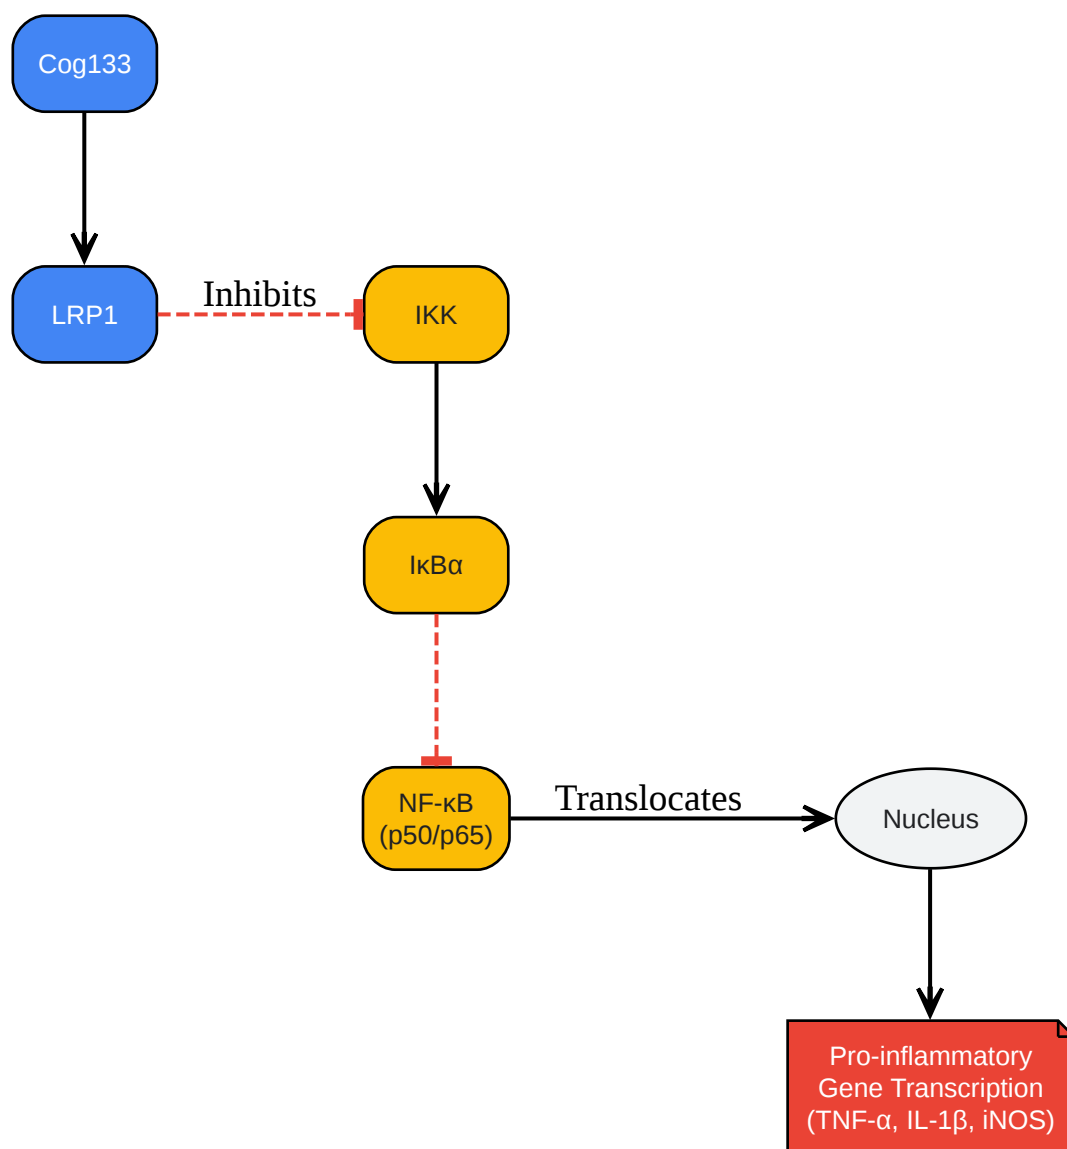 Cog133
LRP1
Inhibits
IKK
IκBα
NF-κB
(p50/p65)
Translocates
Nucleus
Pro-inflammatory
Gene Transcription
(TNF-α, IL-1β, iNOS)